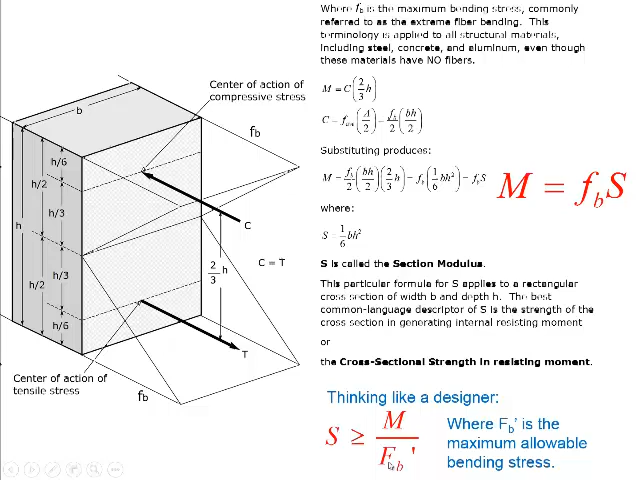 Where f_b is the maximum bending stress, commonly
referred to as the extreme fiber bending. This
terminology is applied to all structural materials,
including steel, concrete, and aluminum, even though
these materials have NO fibers.
M = C(2/3 h)
C = f_ave(A/2) = f_b/2 (bh/2)
Substituting produces:
M = f_b/2 (bh/2)(2/3 h) = f_b(1/6 bh²) = f_b S
M = f_b S
where:
S = 1/6 bh²
S is called the Section Modulus.
This particular formula for S applies to a rectangular
cross section of width b and depth h. The best
common-language descriptor of S is the strength of the
cross section in generating internal resisting moment
or
the Cross-Sectional Strength in resisting moment.
Thinking like a designer:
S ≥ M / F_b'
Where F_b' is the
maximum allowable
bending stress.
Center of action of
compressive stress
b
f_b
h/6
h/2
h/3
h
C
2/3 h
C = T
h/3
h/2
h/6
T
Center of action of
tensile stress
f_b